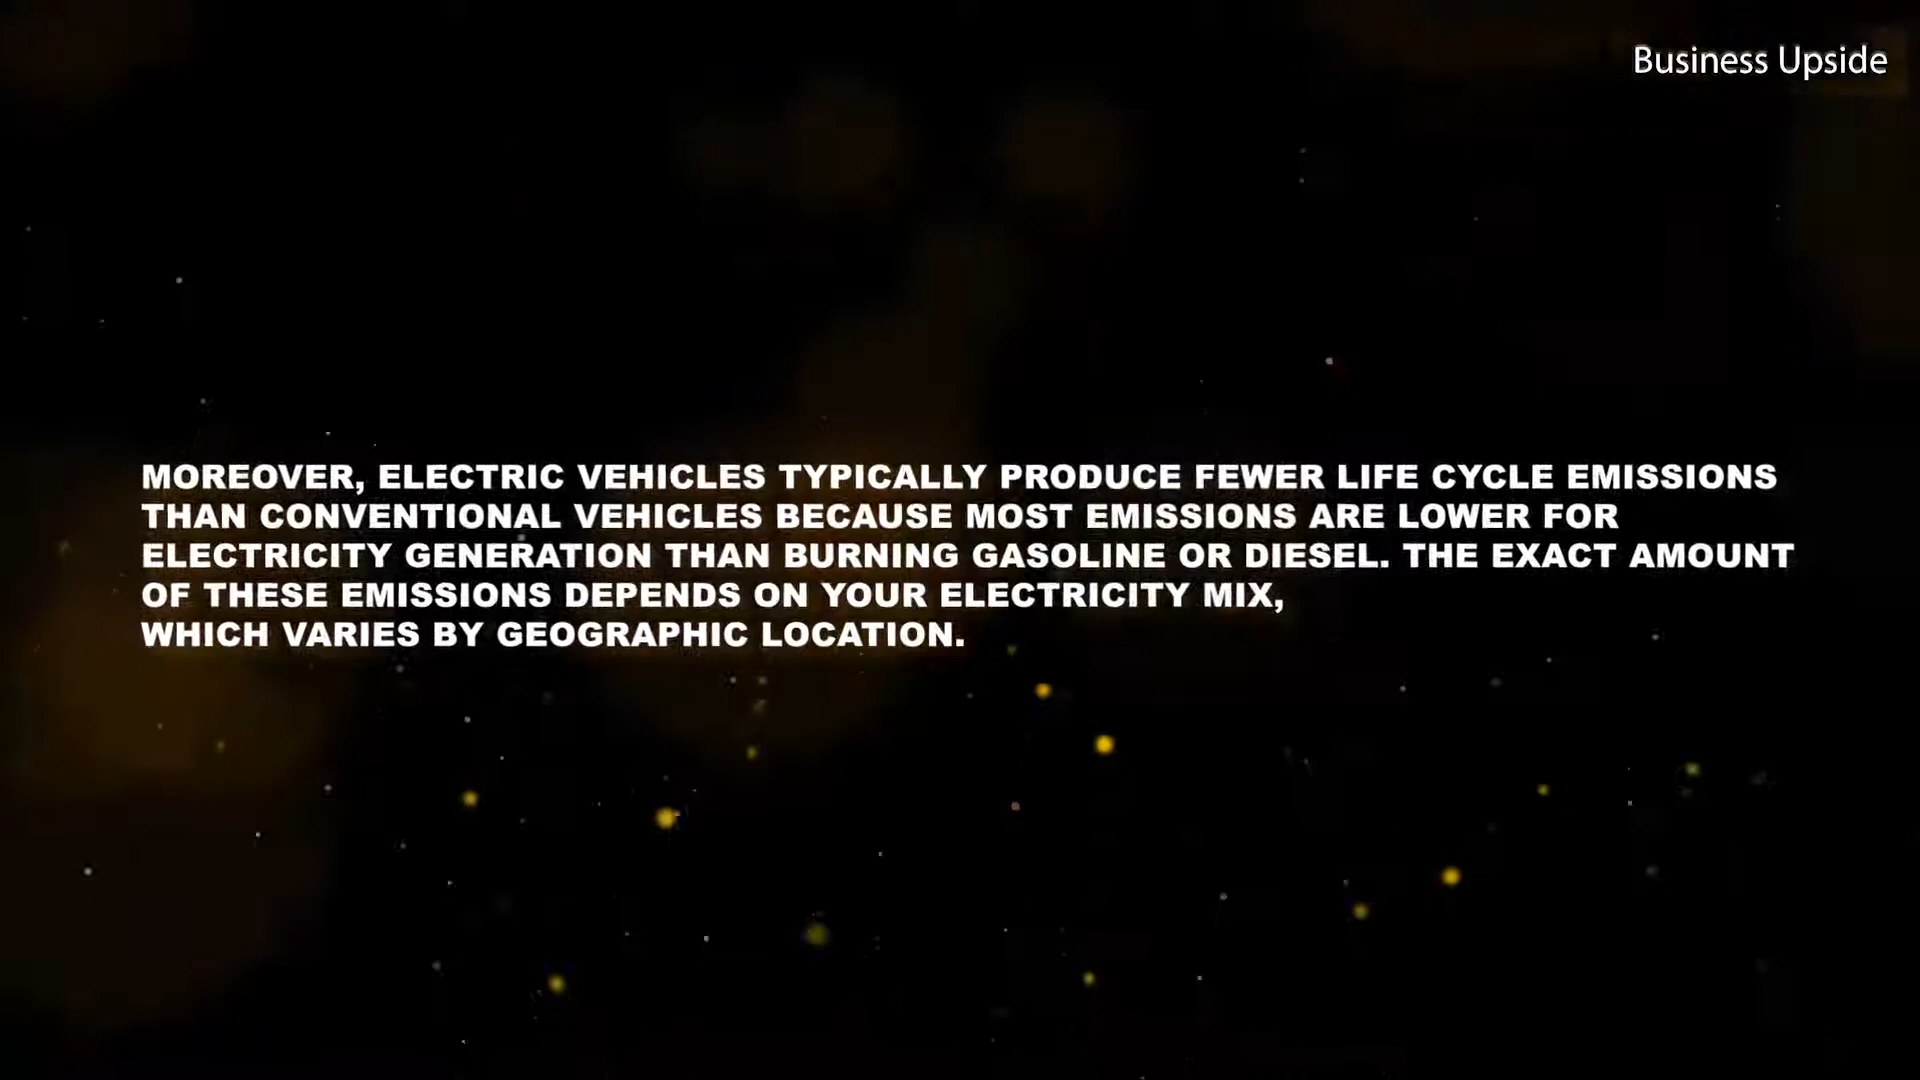 Business Upside
MOREOVER, ELECTRIC VEHICLES TYPICALLY PRODUCE FEWER LIFE CYCLE EMISSIONS
THAN CONVENTIONAL VEHICLES BECAUSE MOST EMISSIONS ARE LOWER FOR
ELECTRICITY GENERATION THAN BURNING GASOLINE OR DIESEL. THE EXACT AMOUNT
OF THESE EMISSIONS DEPENDS ON YOUR ELECTRICITY MIX,
WHICH VARIES BY GEOGRAPHIC LOCATION.